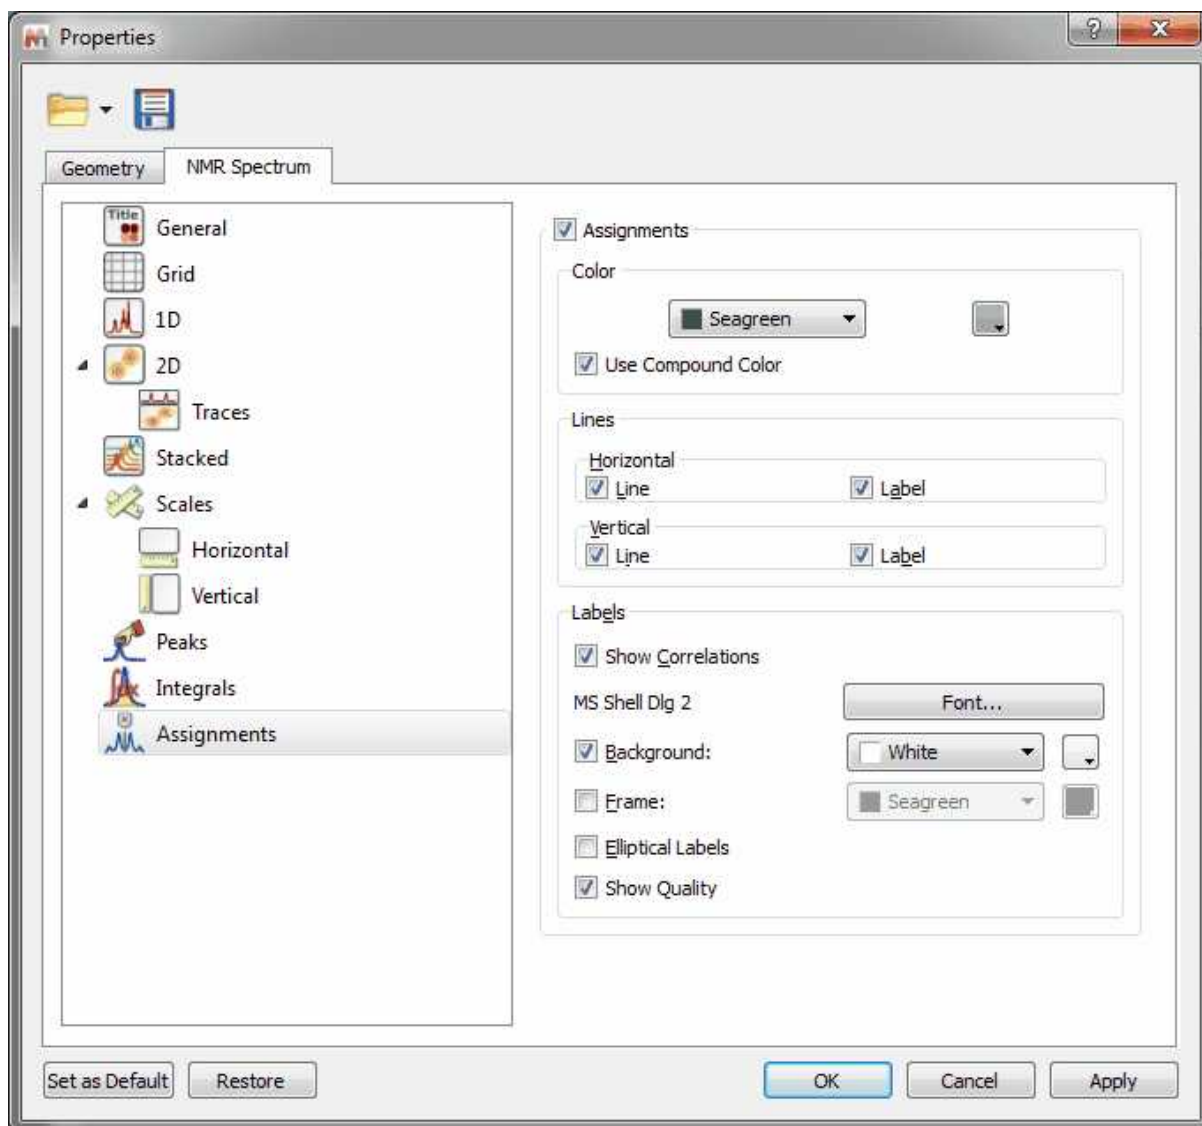 Properties
Geometry
NMR Spectrum
Title
General
Grid
1D
2D
Traces
Stacked
Scales
Horizontal
Vertical
Peaks
Integrals
Assignments
Assignments
Color
Seagreen
Use Compound Color
Lines
Horizontal
Line Label
Vertical
Line Label
Labels
Show Correlations
MS Shell Dlg 2 Font...
Background: White
Frame: Seagreen
Elliptical Labels
Show Quality
Set as Default Restore OK Cancel Apply